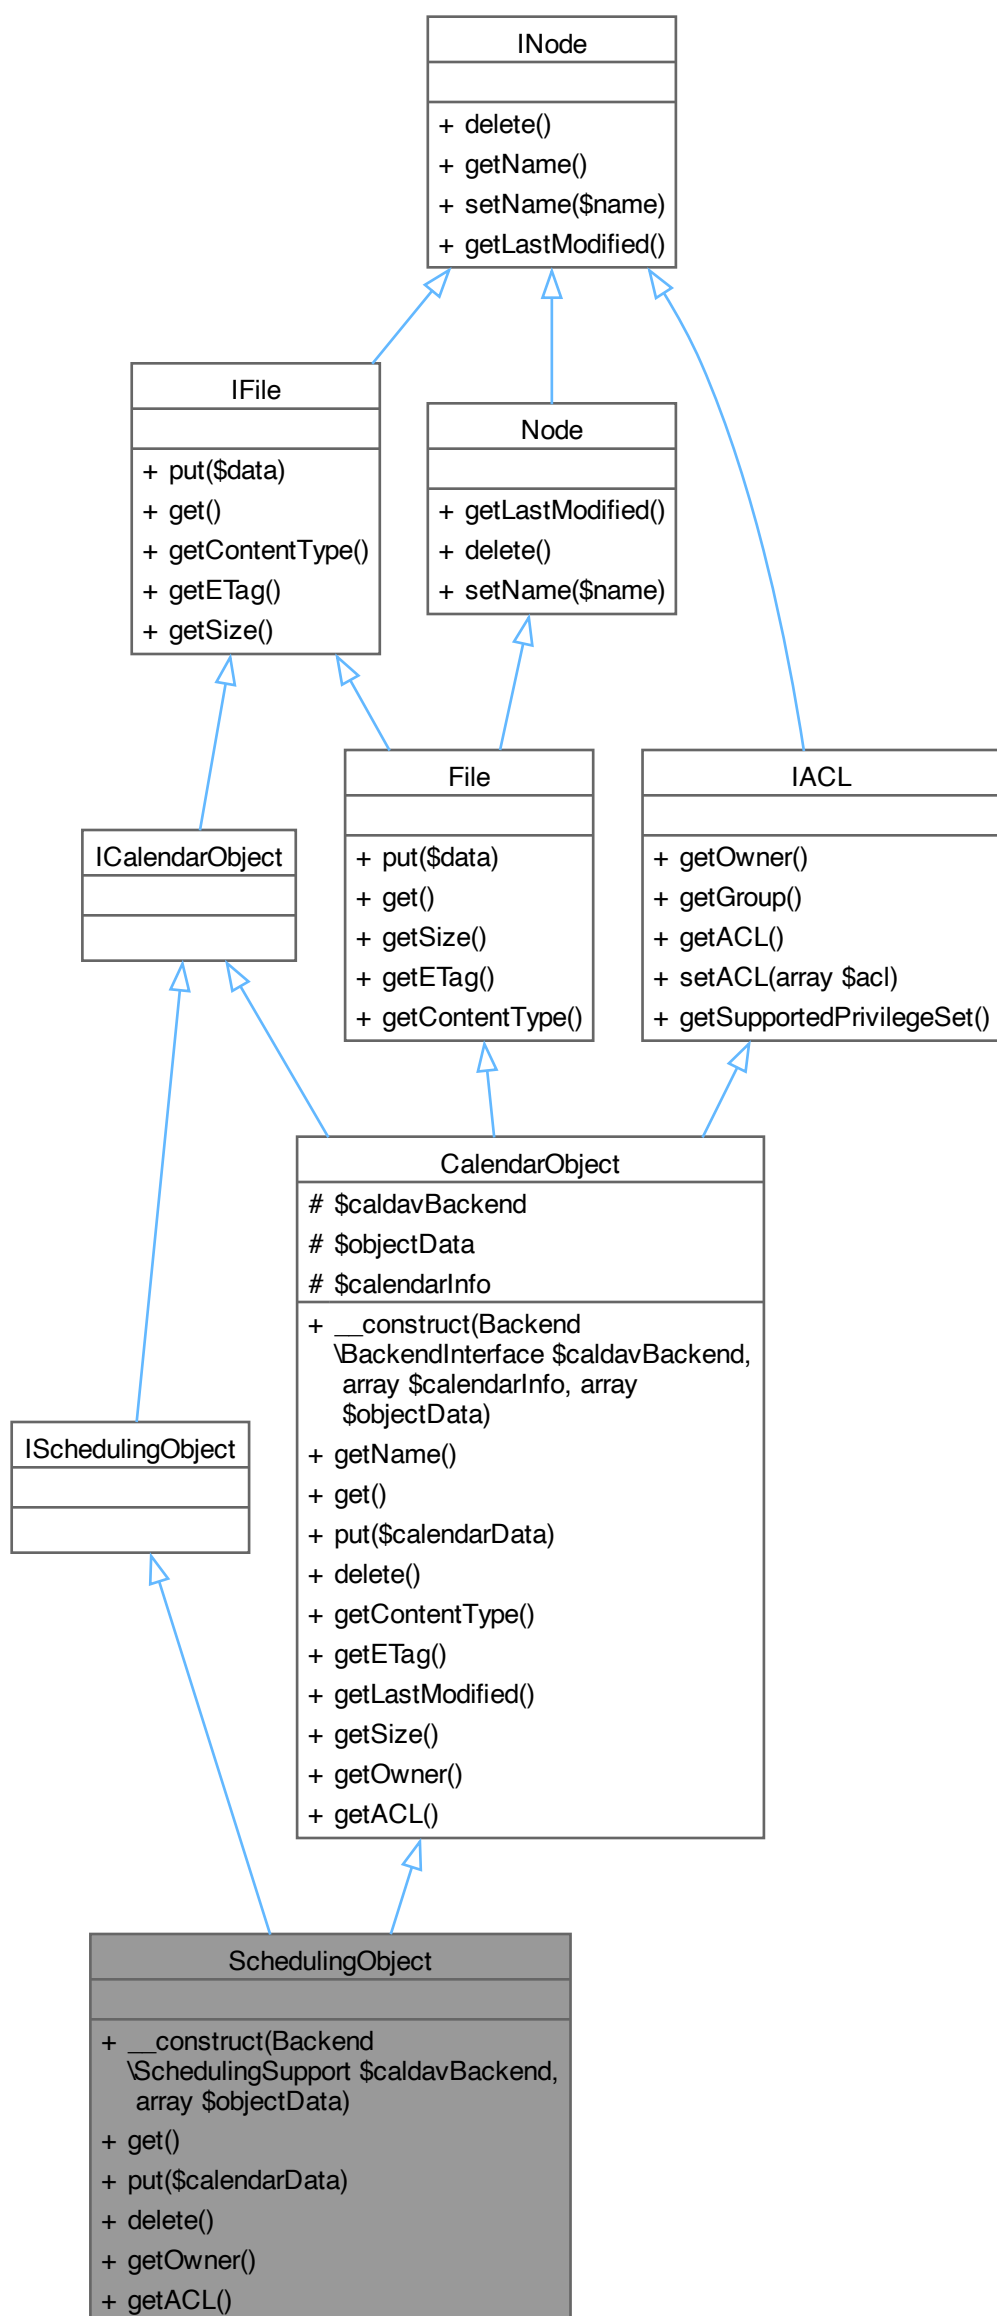 INode
+ delete()
+ getName()
+ setName($name)
+ getLastModified()
IFile
+ put($data)
+ get()
+ getContentType()
+ getETag()
+ getSize()
Node
+ getLastModified()
+ delete()
+ setName($name)
File
+ put($data)
+ get()
+ getSize()
+ getETag()
+ getContentType()
IACL
+ getOwner()
+ getGroup()
+ getACL()
+ setACL(array $acl)
+ getSupportedPrivilegeSet()
ICalendarObject
CalendarObject
# $caldavBackend
# $objectData
# $calendarInfo
+ __construct(Backend
\BackendInterface $caldavBackend,
array $calendarInfo, array
$objectData)
+ getName()
+ get()
+ put($calendarData)
+ delete()
+ getContentType()
+ getETag()
+ getLastModified()
+ getSize()
+ getOwner()
+ getACL()
ISchedulingObject
SchedulingObject
+ __construct(Backend
\SchedulingSupport $caldavBackend,
array $objectData)
+ get()
+ put($calendarData)
+ delete()
+ getOwner()
+ getACL()